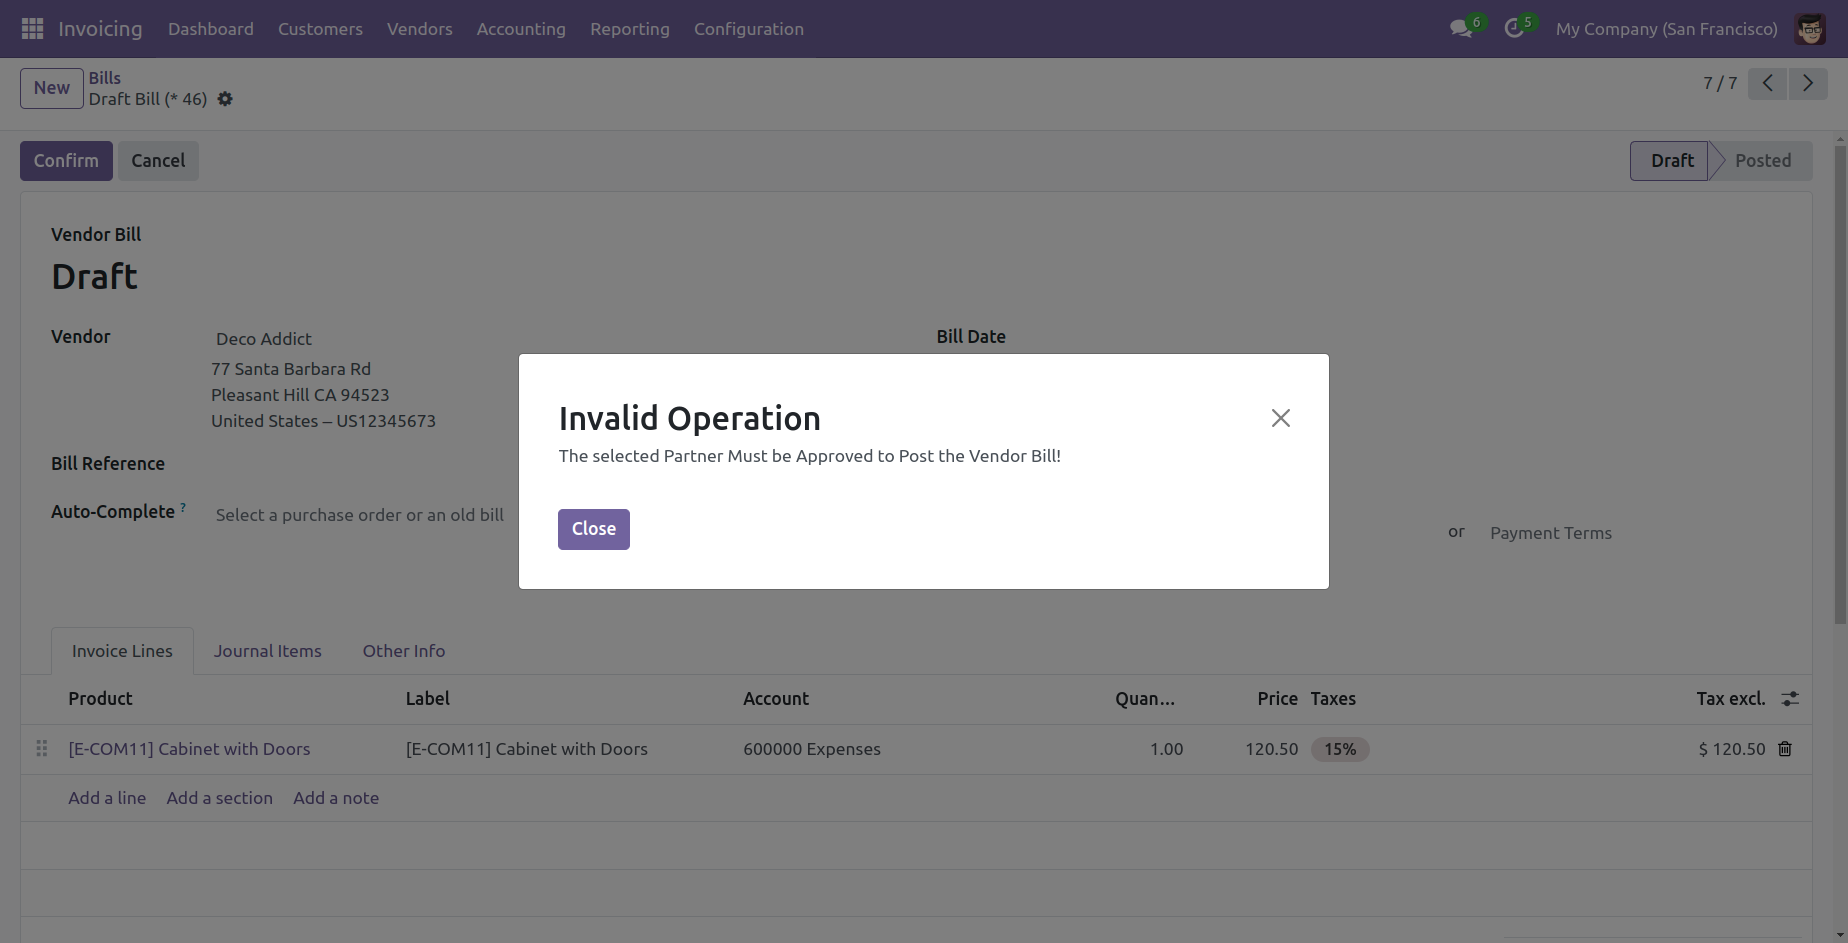 Invoicing Dashboard Customers Vendors Accounting Reporting Configuration 6 5 My Company (San Francisco)
New Bills 7 / 7
Draft Bill (* 46)
Confirm Cancel Draft Posted
Vendor Bill
Draft
Vendor Deco Addict Bill Date
77 Santa Barbara Rd
Pleasant Hill CA 94523
United States – US12345673
Invalid Operation
The selected Partner Must be Approved to Post the Vendor Bill!
Close
Bill Reference
Auto-Complete ? Select a purchase order or an old bill
or Payment Terms
Invoice Lines Journal Items Other Info
Product Label Account Quan... Price Taxes Tax excl.
[E-COM11] Cabinet with Doors [E-COM11] Cabinet with Doors 600000 Expenses 1.00 120.50 15% $ 120.50
Add a line Add a section Add a note